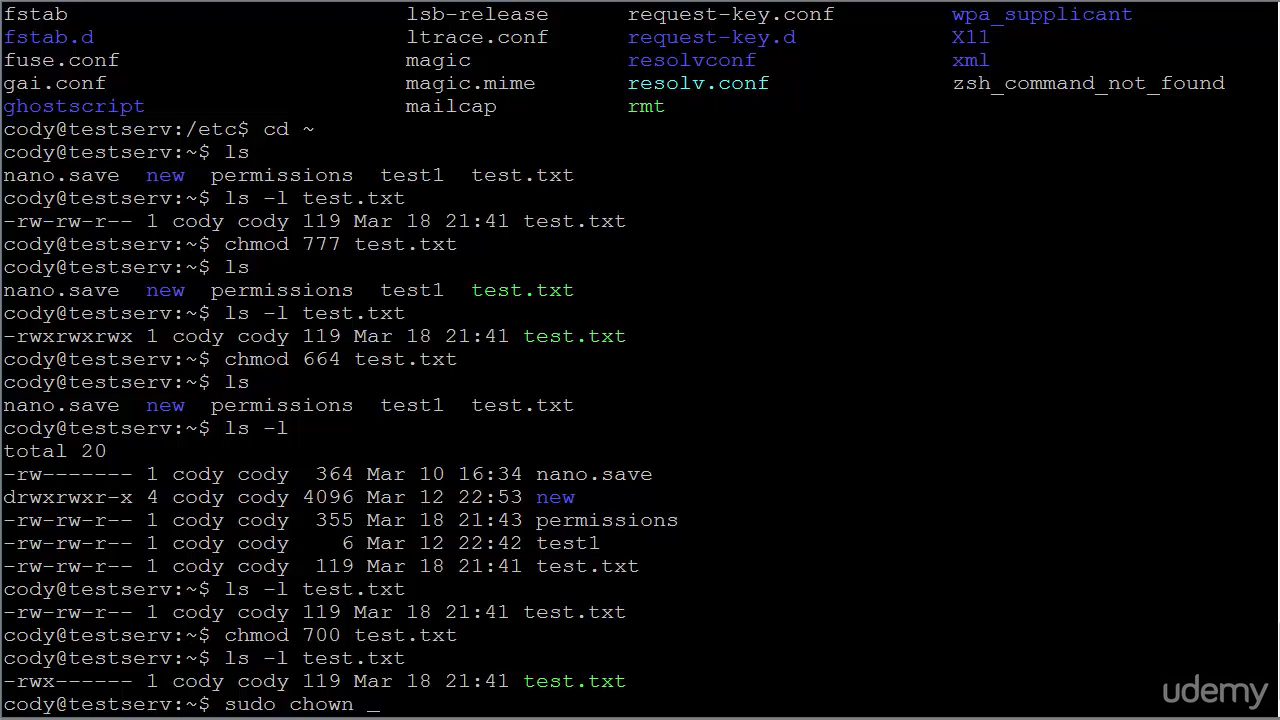 fstab lsb-release request-key.conf wpa_supplicant
fstab.d ltrace.conf request-key.d X11
fuse.conf magic resolvconf xml
gai.conf magic.mime resolv.conf zsh_command_not_found
ghostscript mailcap rmt
cody@testserv:/etc$ cd ~
cody@testserv:~$ ls
nano.save new permissions test1 test.txt
cody@testserv:~$ ls -l test.txt
-rw-rw-r-- 1 cody cody 119 Mar 18 21:41 test.txt
cody@testserv:~$ chmod 777 test.txt
cody@testserv:~$ ls
nano.save new permissions test1 test.txt
cody@testserv:~$ ls -l test.txt
-rwxrwxrwx 1 cody cody 119 Mar 18 21:41 test.txt
cody@testserv:~$ chmod 664 test.txt
cody@testserv:~$ ls
nano.save new permissions test1 test.txt
cody@testserv:~$ ls -l
total 20
-rw------- 1 cody cody 364 Mar 10 16:34 nano.save
drwxrwxr-x 4 cody cody 4096 Mar 12 22:53 new
-rw-rw-r-- 1 cody cody 355 Mar 18 21:43 permissions
-rw-rw-r-- 1 cody cody 6 Mar 12 22:42 test1
-rw-rw-r-- 1 cody cody 119 Mar 18 21:41 test.txt
cody@testserv:~$ ls -l test.txt
-rw-rw-r-- 1 cody cody 119 Mar 18 21:41 test.txt
cody@testserv:~$ chmod 700 test.txt
cody@testserv:~$ ls -l test.txt
-rwx------ 1 cody cody 119 Mar 18 21:41 test.txt
cody@testserv:~$ sudo chown _
udemy